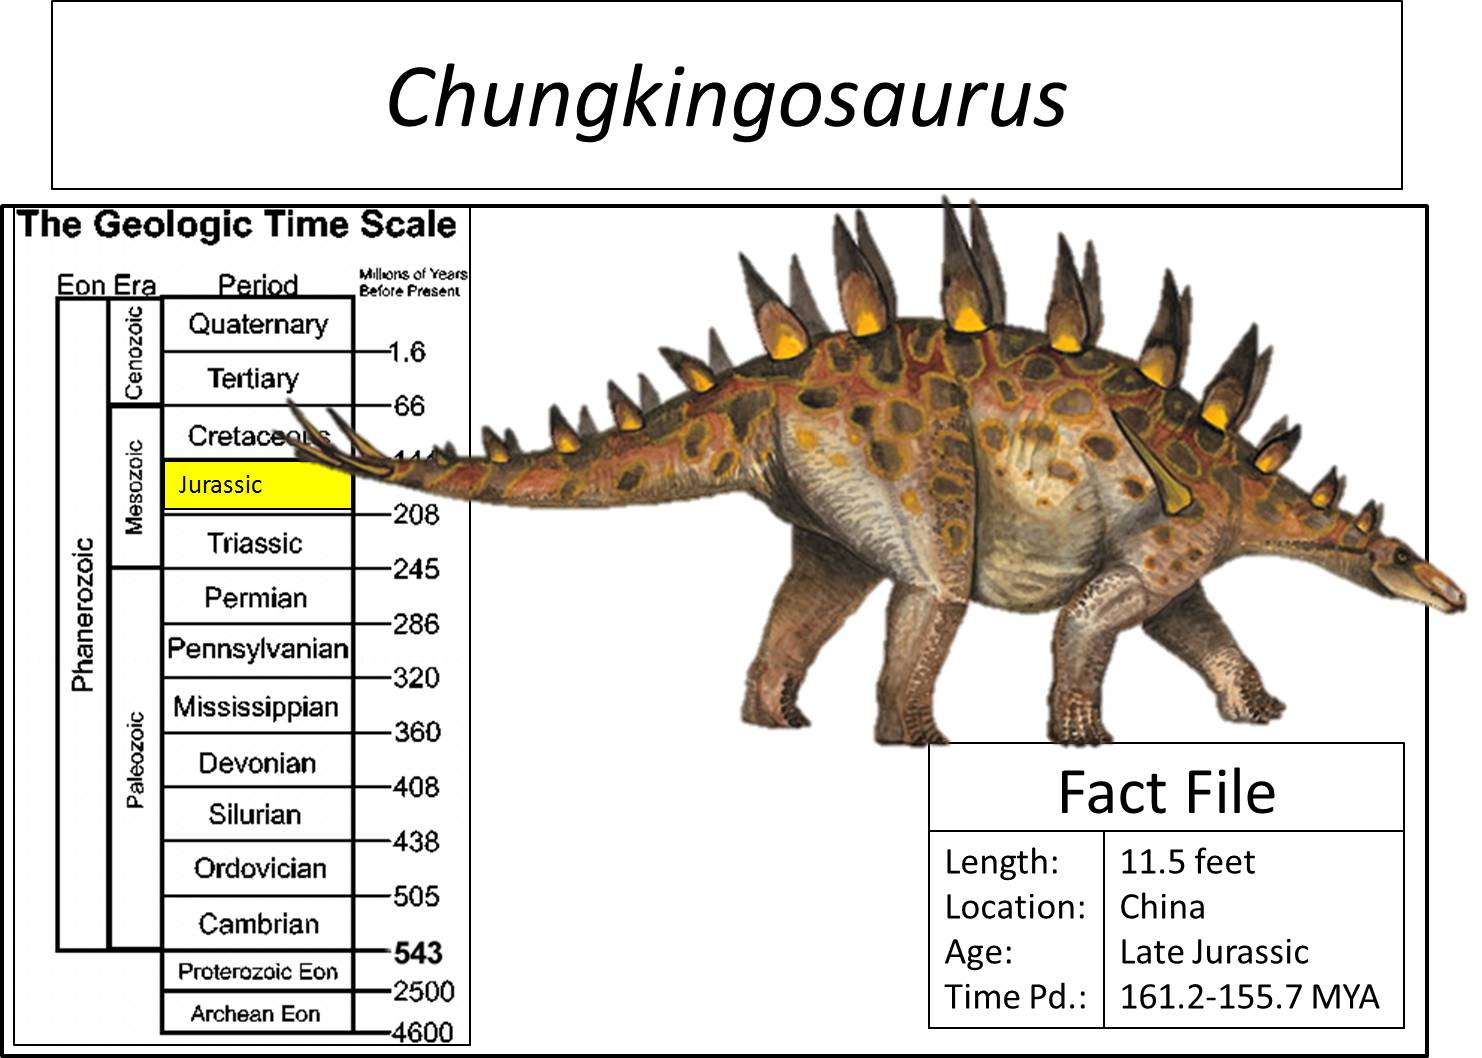 Chungkingosaurus
The Geologic Time Scale
Eon Era Period Millions of Years
Before Present
Phanerozoic
Cenozoic
Mesozoic
Paleozoic
Quaternary
1.6
Tertiary
66
Cretaceous
144
Jurassic
208
Triassic
245
Permian
286
Pennsylvanian
320
Mississippian
360
Devonian
408
Silurian
438
Ordovician
505
Cambrian
543
Proterozoic Eon
2500
Archean Eon
4600
Fact File
Length: 11.5 feet
Location: China
Age: Late Jurassic
Time Pd.: 161.2-155.7 MYA